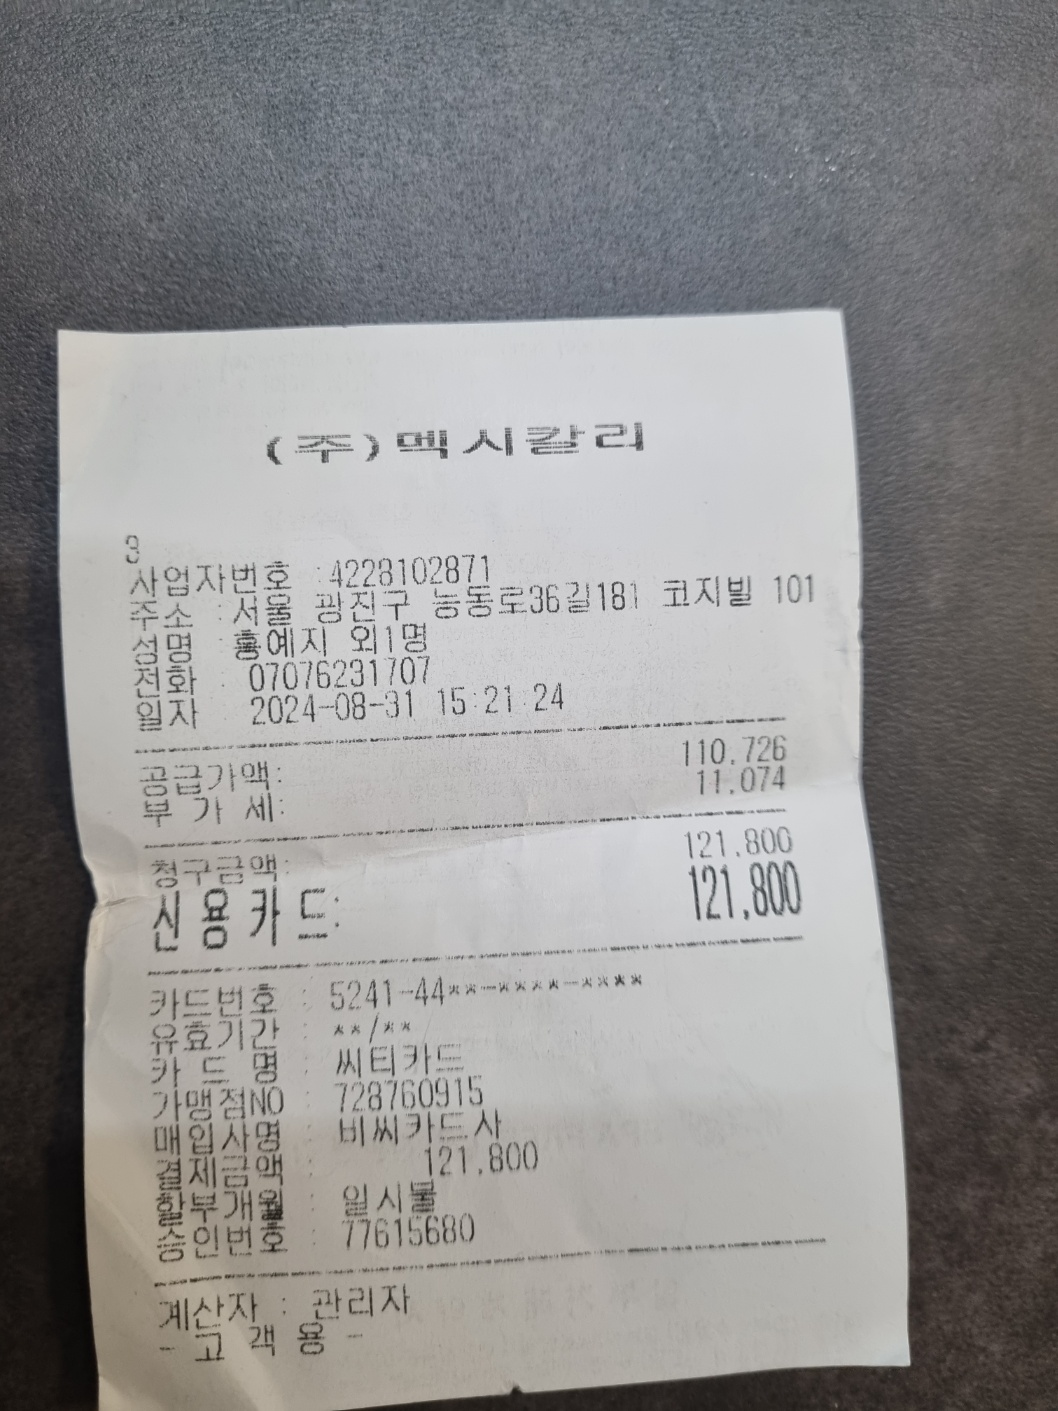 (주)멕시칼리
3
사업자번호 : 4228102871
주소 : 서울 광진구 능동로36길181 코지빌 101
성명 홍예지 외1명
전화 : 07076231707
일자 : 2024-08-31 15:21:24
공급가액: 110,726
부 가 세: 11,074
청구금액: 121,800
신용카드: 121,800
카드번호 : 5241-44**-****-****
유효기간 : **/**
카 드 명 : 씨티카드
가맹점NO : 728760915
매입사명 : 비씨카드사
결제금액 : 121,800
할부개월 : 일시불
승인번호 : 77615680
계산자 : 관리자
- 고 객 용 -